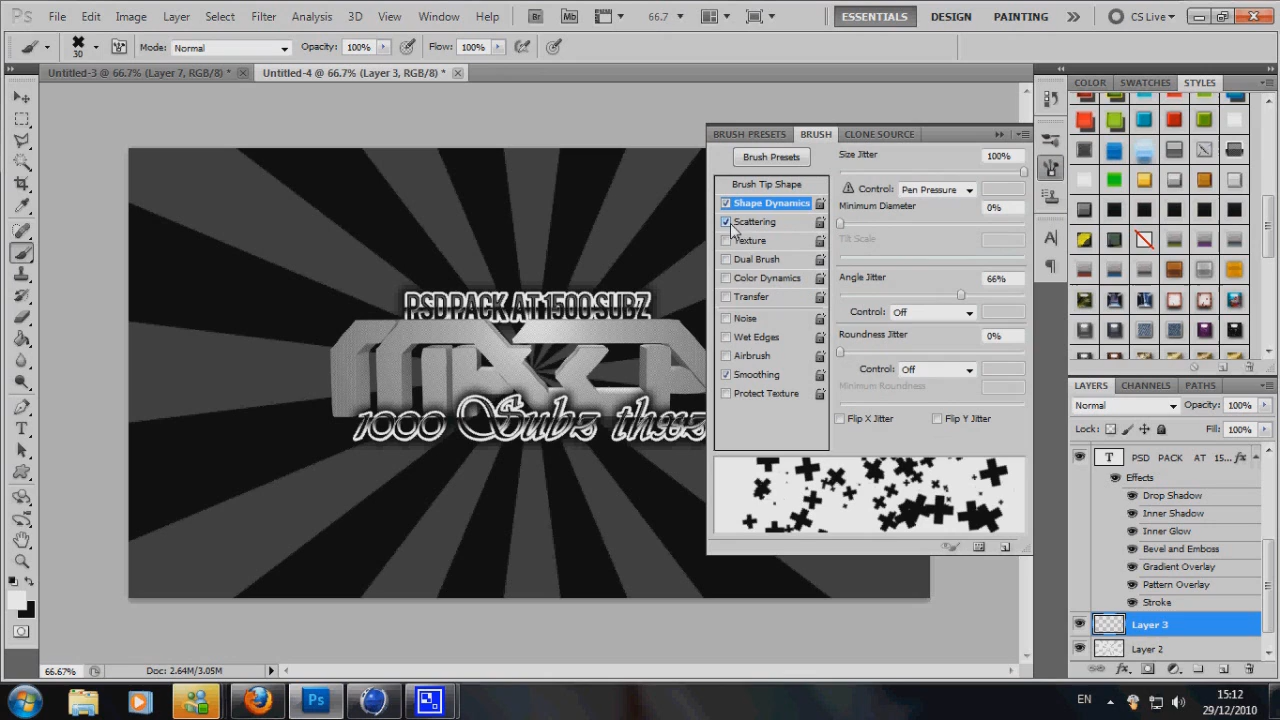 Ps File Edit Image Layer Select Filter Analysis 3D View Window Help Br Mb 66.7 ESSENTIALS DESIGN PAINTING CS Live
30 Mode: Normal Opacity: 100% Flow: 100%
Untitled-3 @ 66.7% (Layer 7, RGB/8) * Untitled-4 @ 66.7% (Layer 3, RGB/8) *
COLOR SWATCHES STYLES
BRUSH PRESETS BRUSH CLONE SOURCE
Brush Presets
Size Jitter 100%
Brush Tip Shape
Control: Pen Pressure
Shape Dynamics
Minimum Diameter 0%
Scattering
Texture
Tilt Scale
Dual Brush
Color Dynamics
Angle Jitter 66%
Transfer
Control: Off
Noise
Roundness Jitter 0%
Wet Edges
Airbrush
Control: Off
Smoothing
Minimum Roundness
Protect Texture
Flip X Jitter Flip Y Jitter
PSD PACK AT 1500 SUBZ
1000 Subz thxz
LAYERS CHANNELS PATHS
Normal Opacity: 100%
Lock: Fill: 100%
T PSD PACK AT 15... fx
Effects
Drop Shadow
Inner Shadow
Inner Glow
Bevel and Emboss
Gradient Overlay
Pattern Overlay
Stroke
Layer 3
Layer 2
66.67% Doc: 2.64M/3.05M
EN 15:12
29/12/2010